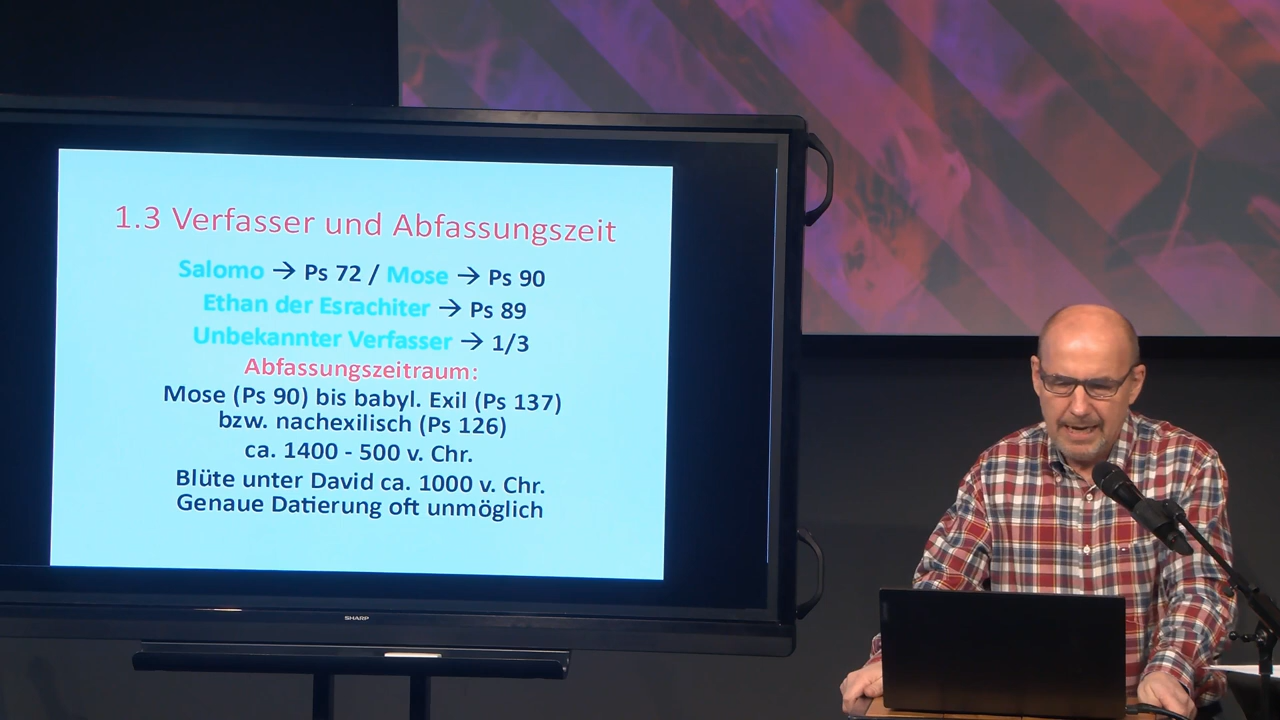 1.3 Verfasser und Abfassungszeit
Salomo → Ps 72 / Mose → Ps 90
Ethan der Esrachiter → Ps 89
Unbekannter Verfasser → 1/3
Abfassungszeitraum:
Mose (Ps 90) bis babyl. Exil (Ps 137)
bzw. nachexilisch (Ps 126)
ca. 1400 - 500 v. Chr.
Blüte unter David ca. 1000 v. Chr.
Genaue Datierung oft unmöglich
SHARP